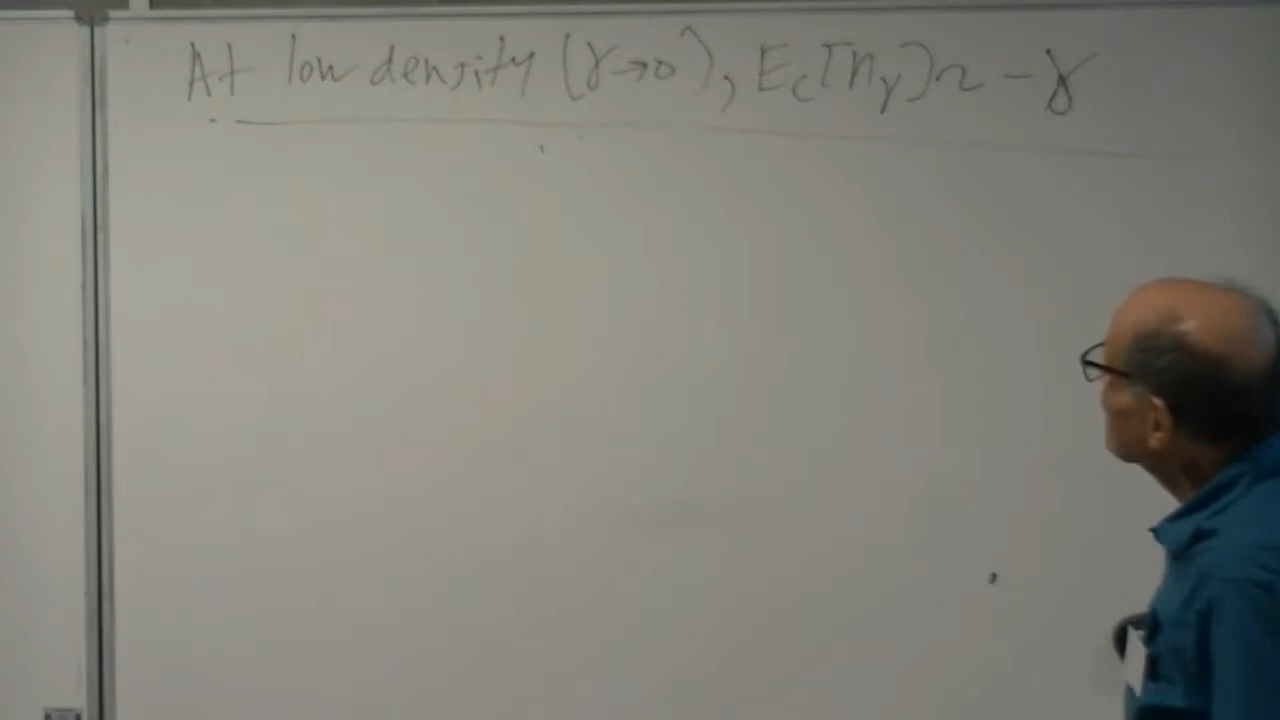 At low density (γ→0), E_c[n_γ] ~ -γ